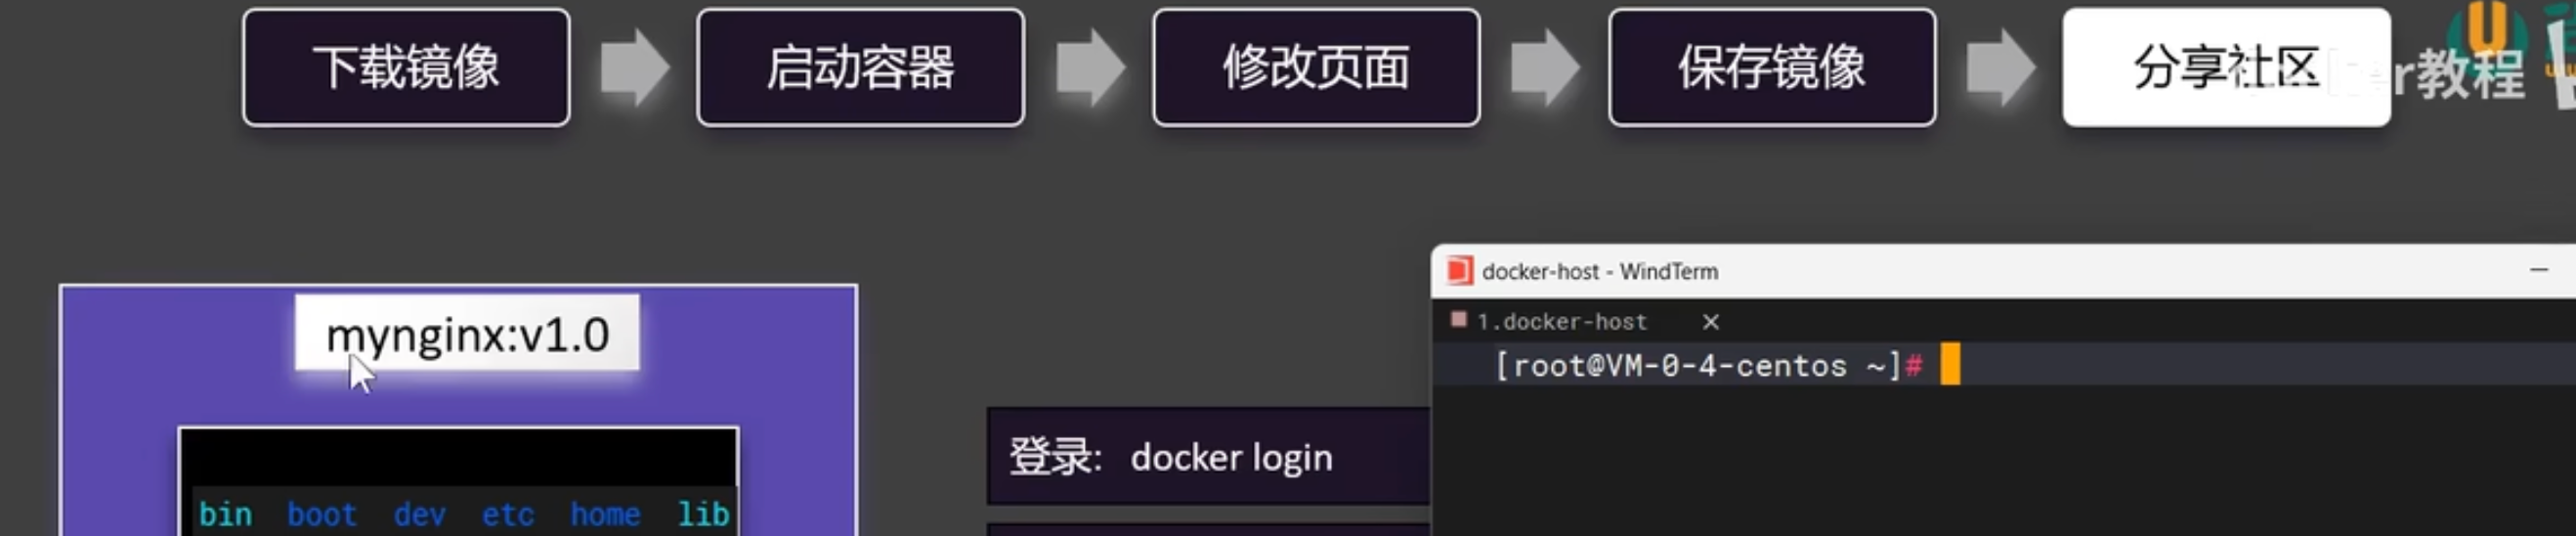 下载镜像
启动容器
修改页面
保存镜像
分享社区
教程
mynginx:v1.0
docker-host - WindTerm
1.docker-host
[root@VM-0-4-centos ~]#
登录: docker login
bin boot dev etc home lib